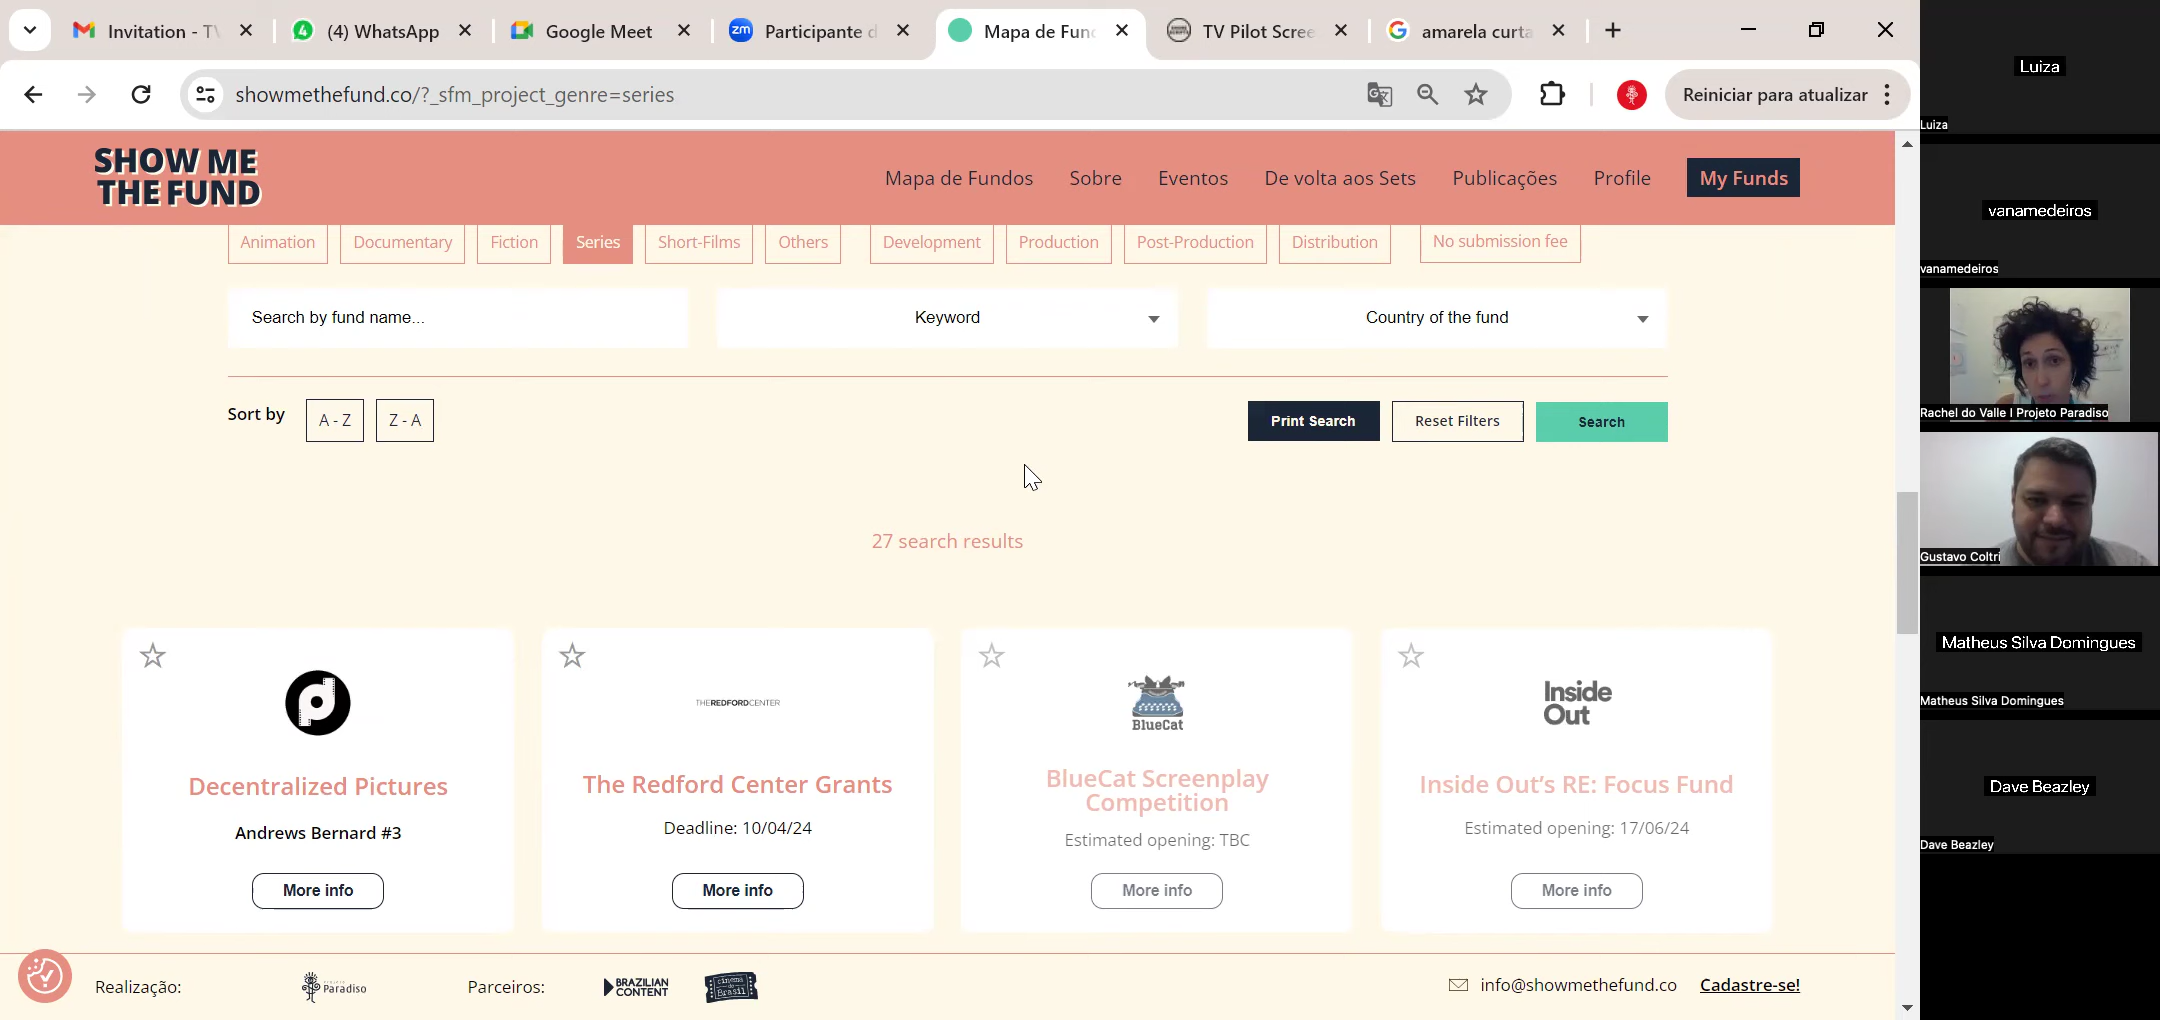 Invitation - TV
(4) WhatsApp
Google Meet
zm
Participante d
Mapa de Fun
TV Pilot Scree
amarela curta
showmethefund.co/?_sfm_project_genre=series
Reiniciar para atualizar
SHOW ME
THE FUND
Mapa de Fundos
Sobre
Eventos
De volta aos Sets
Publicações
Profile
My Funds
Animation
Documentary
Fiction
Series
Short-Films
Others
Development
Production
Post-Production
Distribution
No submission fee
Search by fund name...
Keyword
Country of the fund
Sort by
A - Z
Z - A
Print Search
Reset Filters
Search
27 search results
THEREDFORDCENTER
BlueCat
Inside
Out
Decentralized Pictures
Andrews Bernard #3
More info
The Redford Center Grants
Deadline: 10/04/24
More info
BlueCat Screenplay
Competition
Estimated opening: TBC
More info
Inside Out’s RE: Focus Fund
Estimated opening: 17/06/24
More info
Realização:
Paradiso
Parceiros:
BRAZILIAN
CONTENT
cinema
do
Brasil
info@showmethefund.co
Cadastre-se!
Luiza
Luiza
vanamedeiros
vanamedeiros
Rachel do Valle I Projeto Paradiso
Gustavo Coltri
Matheus Silva Domingues
Matheus Silva Domingues
Dave Beazley
Dave Beazley